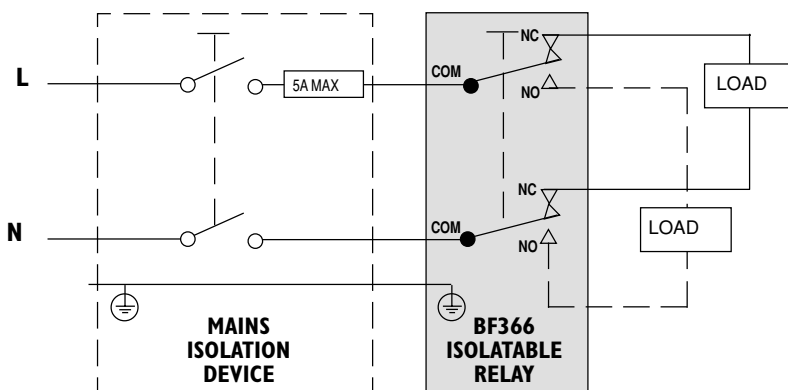 L
5A MAX
COM
NC
NO
LOAD
N
COM
NC
NO
LOAD
MAINS
ISOLATION
DEVICE
BF366
ISOLATABLE
RELAY